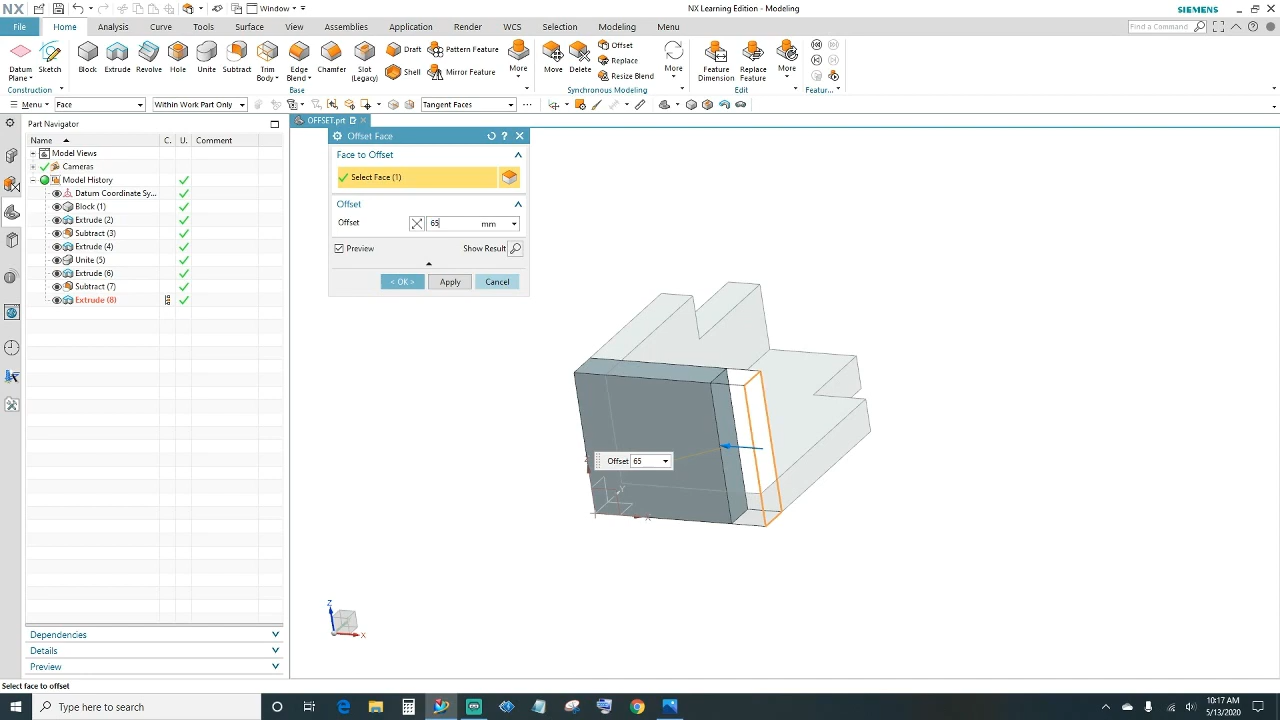 NX
Window
NX Learning Edition - Modeling
SIEMENS
File
Home
Analysis
Curve
Tools
Surface
View
Assemblies
Application
Render
WCS
Selection
Modeling
Menu
Find a Command
Datum Plane
Sketch
Block
Extrude
Revolve
Hole
Unite
Subtract
Trim Body
Edge Blend
Chamfer
Slot (Legacy)
Draft
Shell
Pattern Feature
Mirror Feature
More
Move
Delete
Offset
Replace
Resize Blend
More
Feature Dimension
Replace Feature
More
Construction
Base
Synchronous Modeling
Edit
Featur...
Menu
Face
Within Work Part Only
Tangent Faces
Part Navigator
OFFSET.prt
Name
C.
U.
Comment
Model Views
Cameras
Model History
Datum Coordinate Sy...
Block (1)
Extrude (2)
Subtract (3)
Extrude (4)
Unite (5)
Extrude (6)
Subtract (7)
Extrude (8)
Offset Face
Face to Offset
Select Face (1)
Offset
Offset
65
mm
Preview
Show Result
< OK >
Apply
Cancel
Offset
65
Y
X
Z
X
Dependencies
Details
Preview
Select face to offset
Type here to search
10:17 AM
5/13/2020